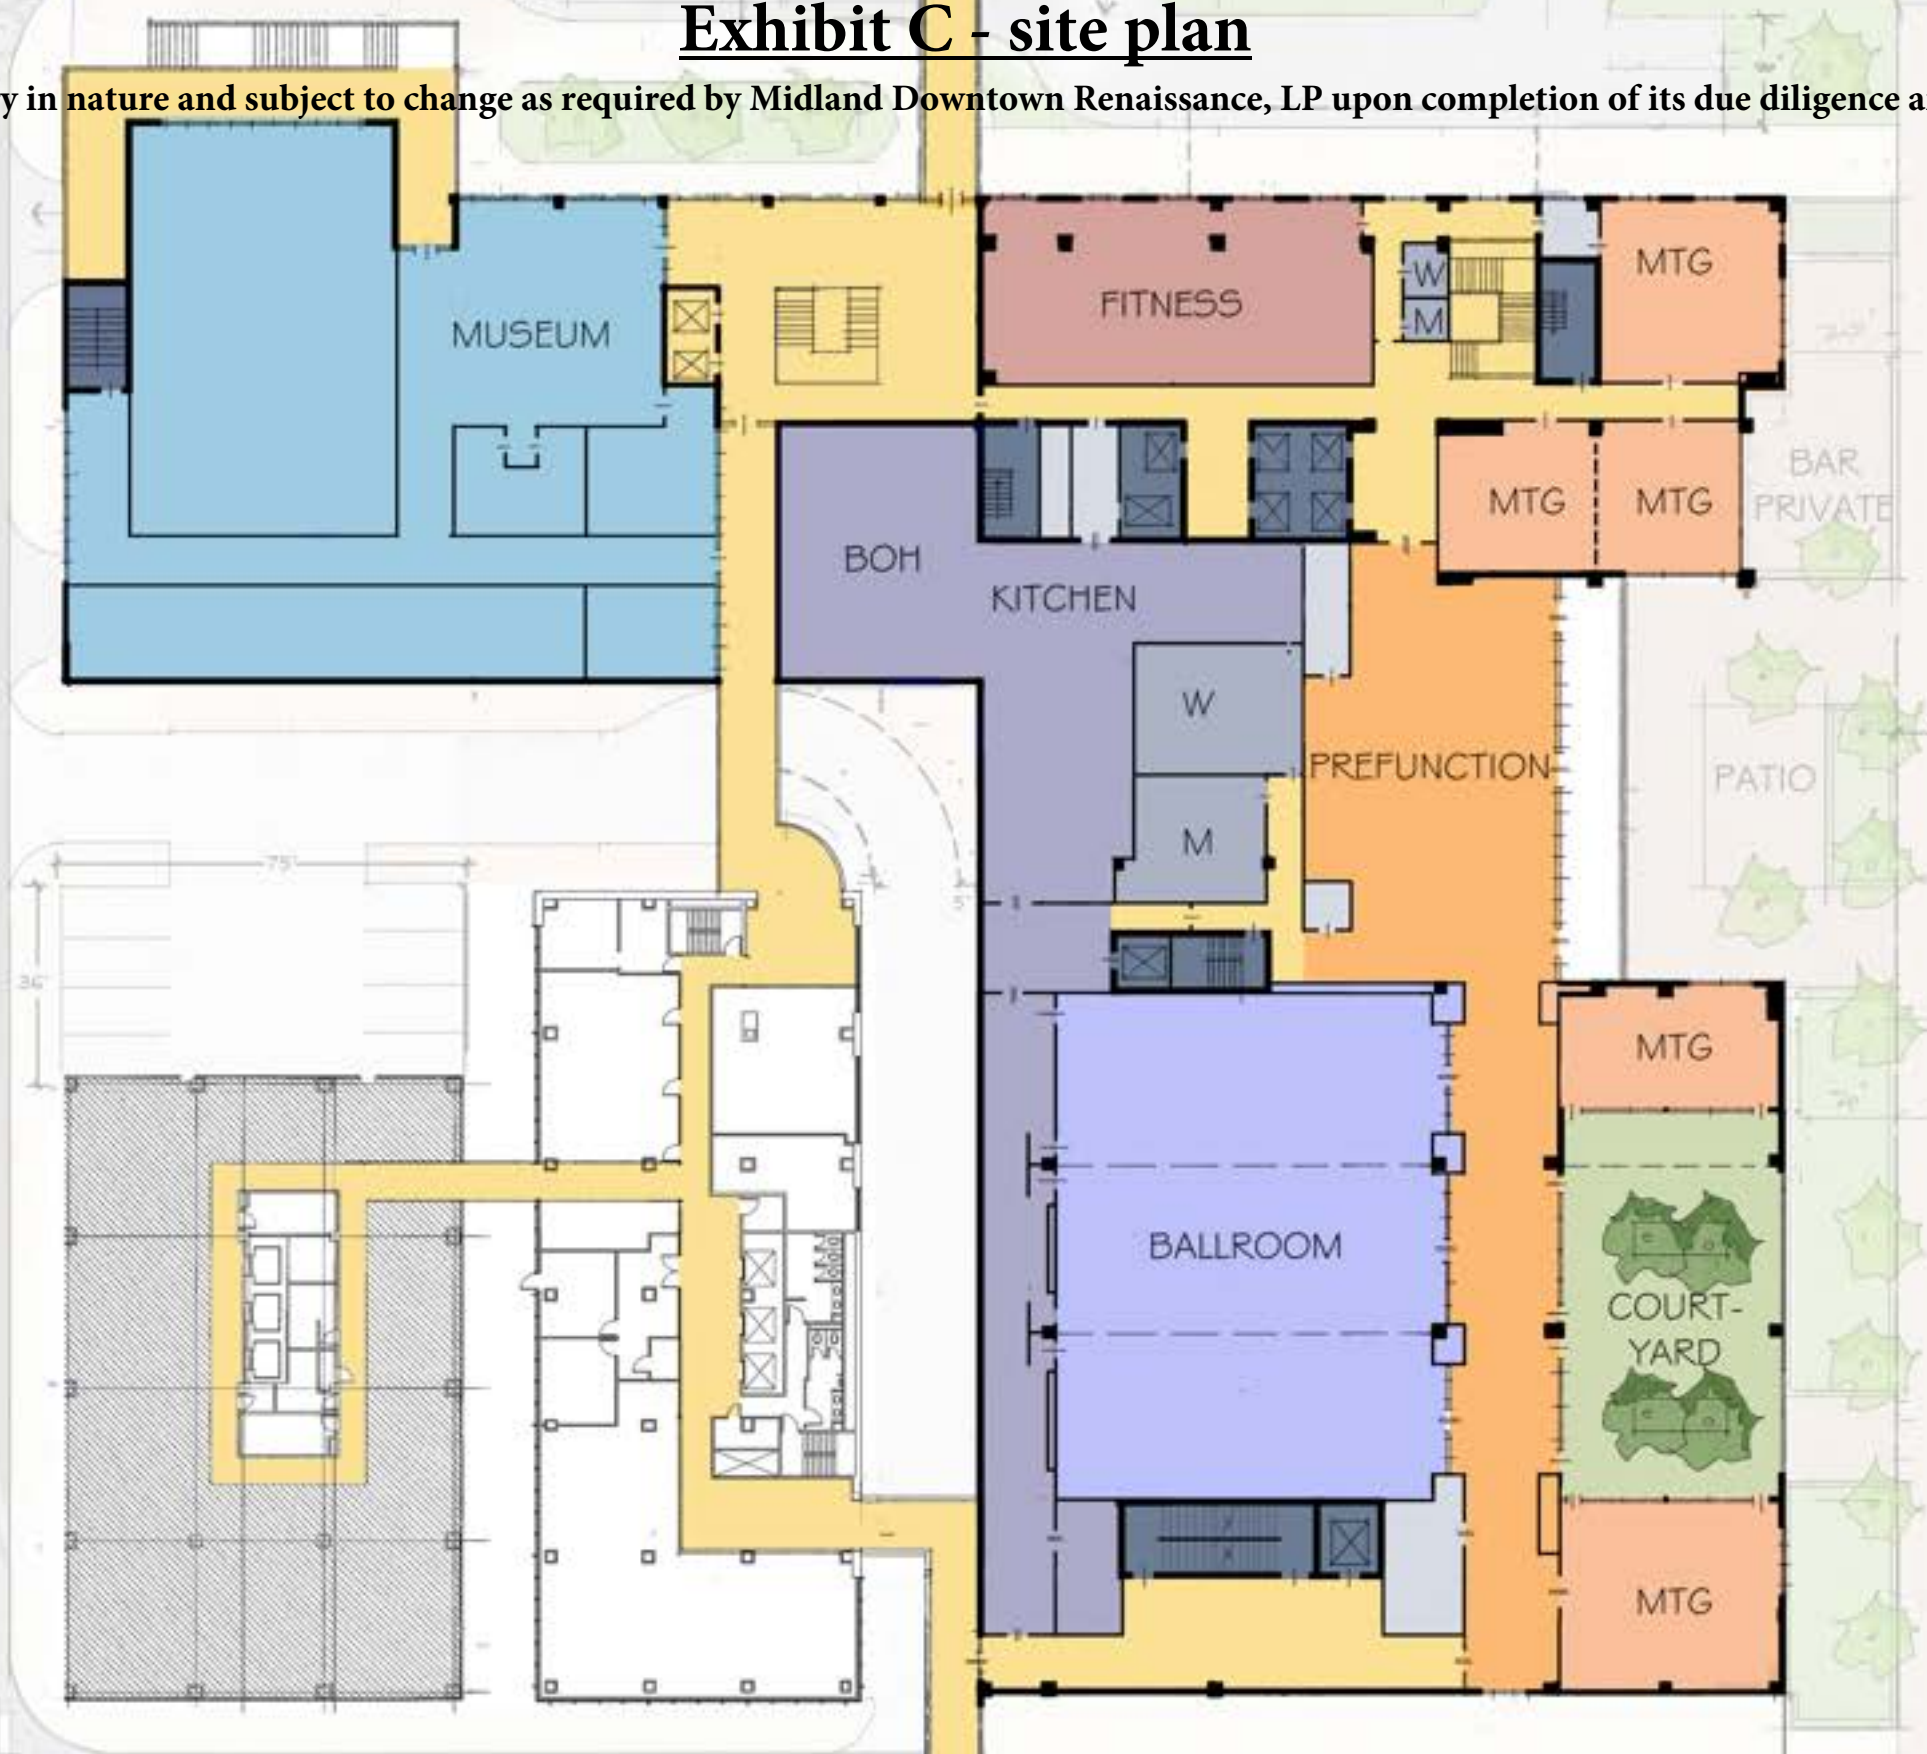 Exhibit C - site plan
y in nature and subject to change as required by Midland Downtown Renaissance, LP upon completion of its due diligence a
MTG
W
FITNESS
M
MUSEUM
BAR
PRIVATE
MTG
MTG
BOH
KITCHEN
W
PREFUNCTION
PATIO
M
75'
36'
MTG
BALLROOM
COURT-
YARD
MTG